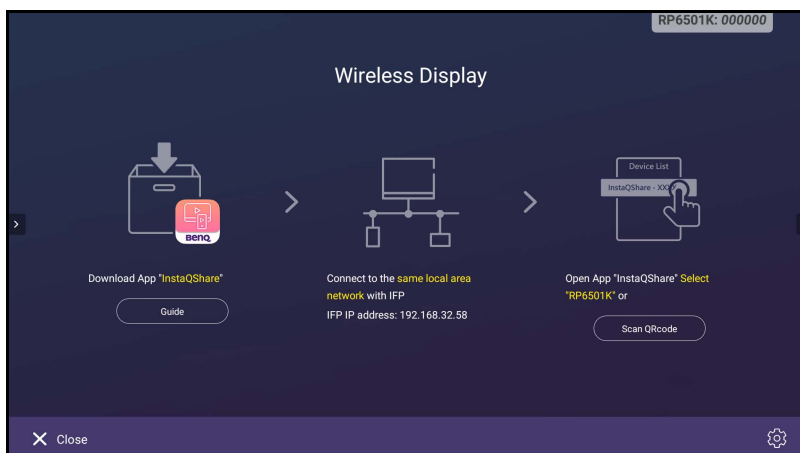 RP6501K: 000000
Wireless Display
BenQ
Device List
InstaQShare - XXX
Download App "InstaQShare"
Guide
Connect to the same local area
network with IFP
IFP IP address: 192.168.32.58
Open App "InstaQShare" Select
"RP6501K" or
Scan QRcode
Close